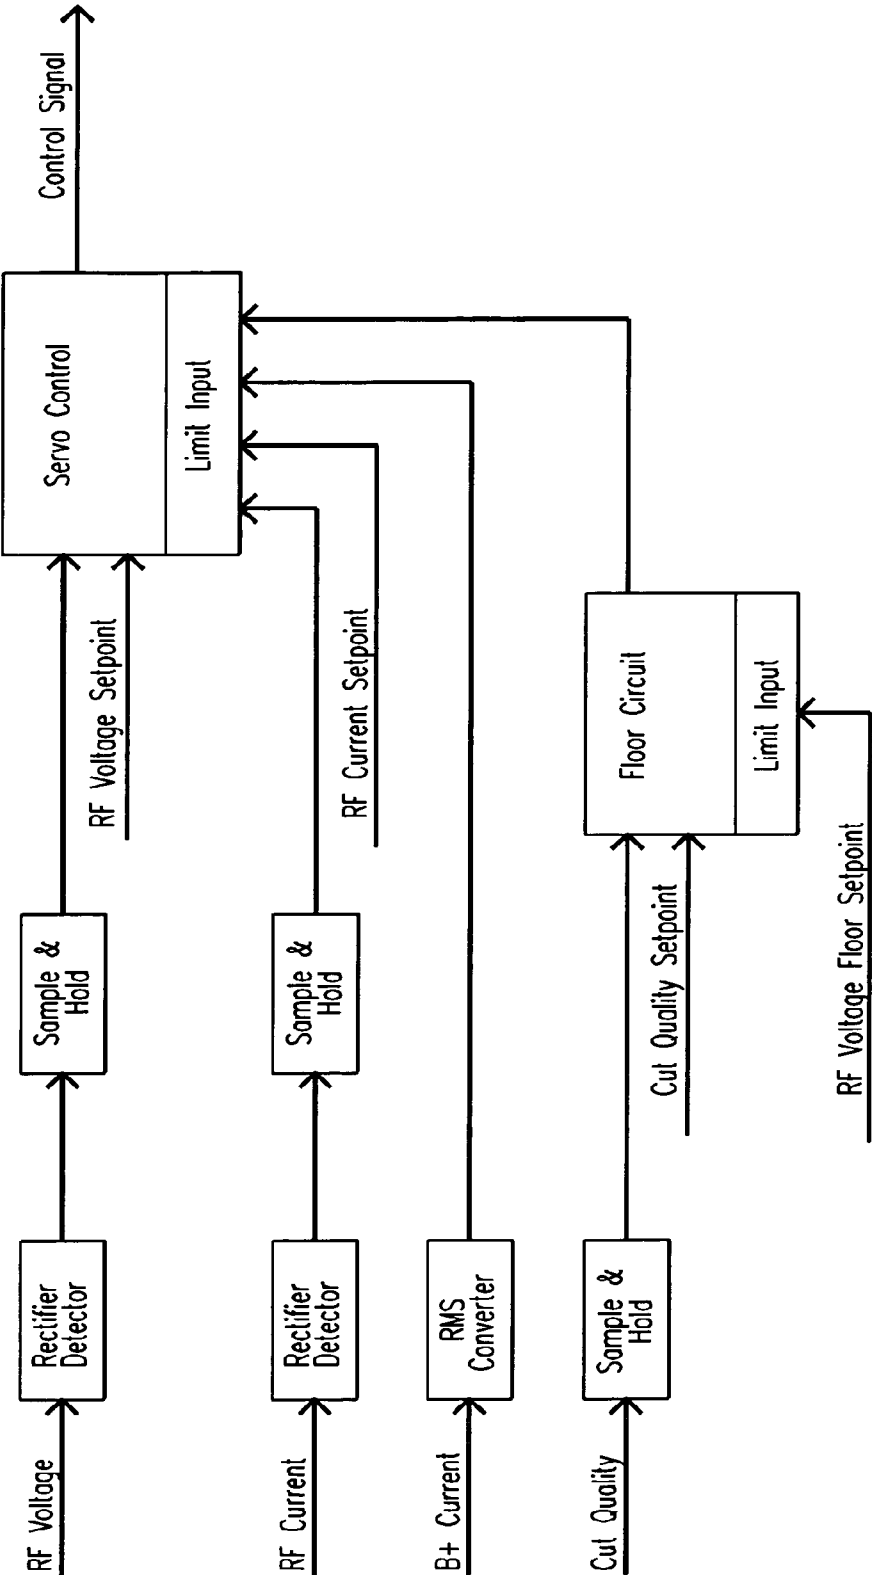 RF Voltage
Rectifier
Detector
Sample &
Hold
RF Voltage Setpoint
Servo Control
Limit Input
Control Signal
RF Current
Rectifier
Detector
Sample &
Hold
RF Current Setpoint
B+ Current
RMS
Converter
Cut Quality
Sample &
Hold
Cut Quality Setpoint
Floor Circuit
Limit Input
RF Voltage Floor Setpoint